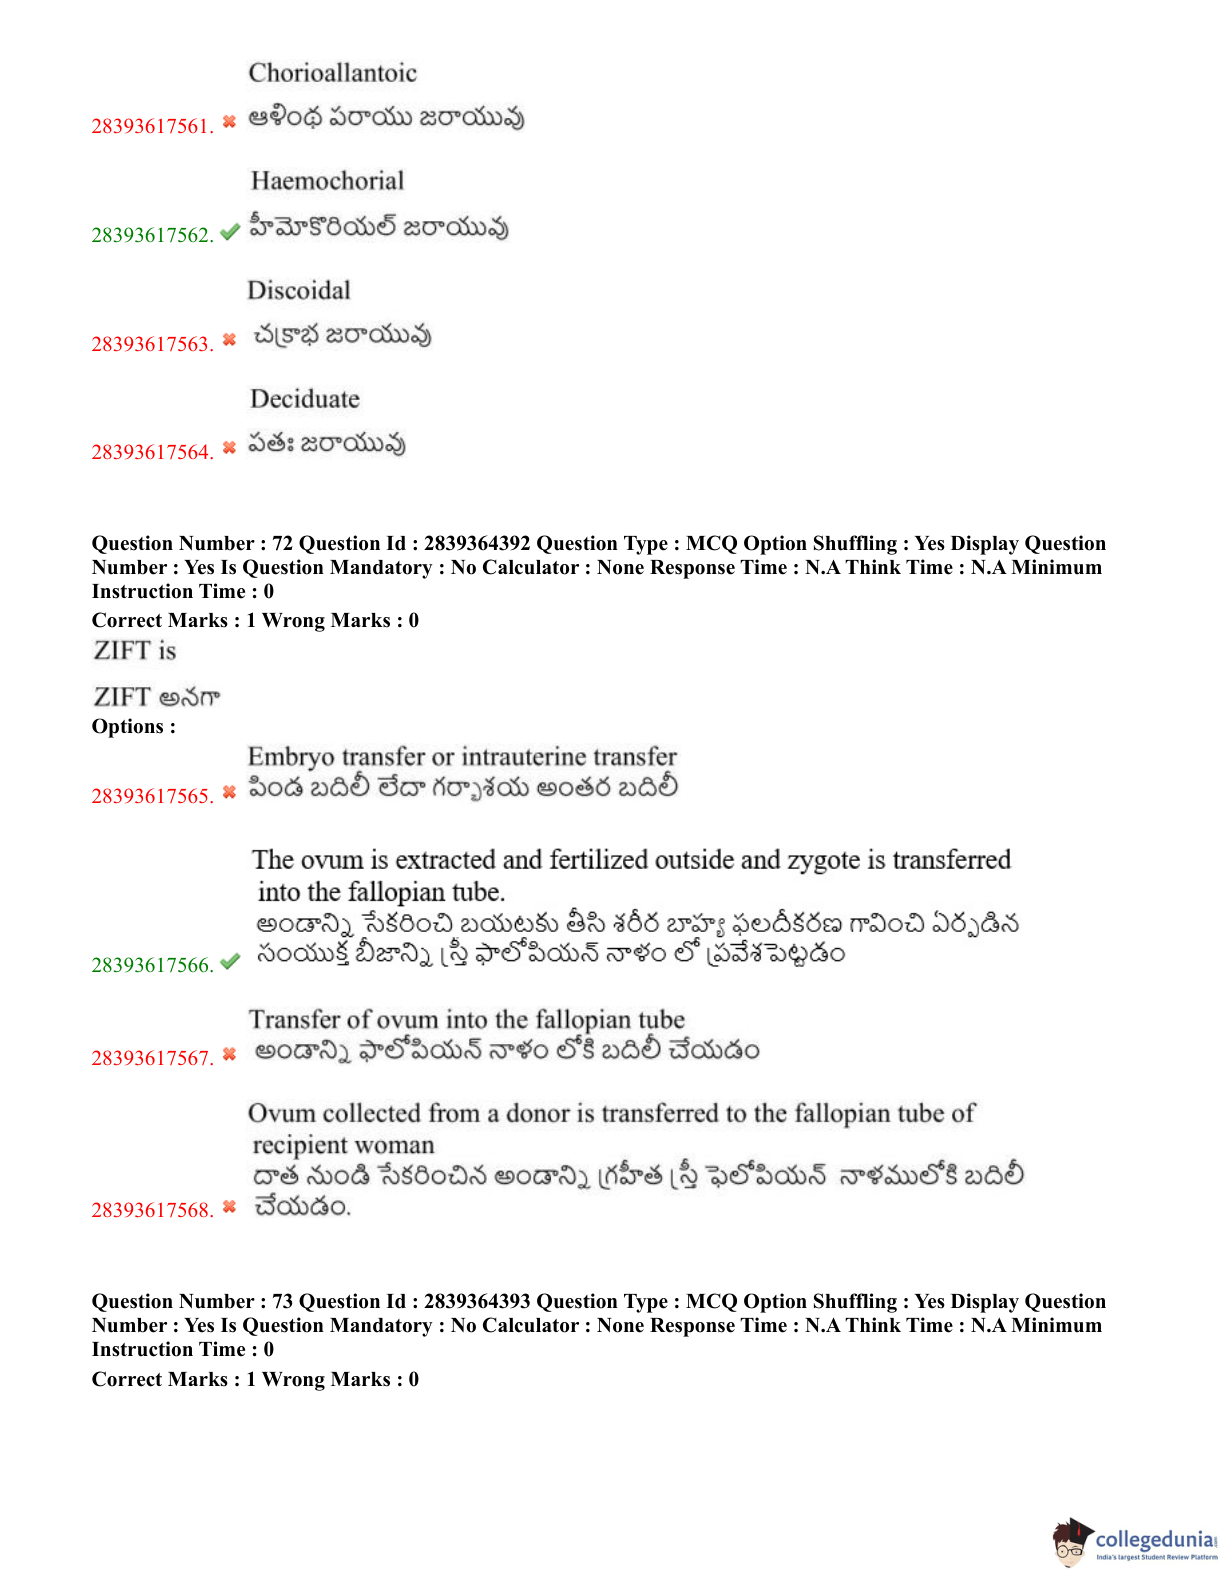 Chorioallantoic
28393617561. ఆళింథ పరాయు జరాయువు
Haemochorial
28393617562. హీమోకొరియల్ జరాయువు
Discoidal
28393617563. చక్రాభ జరాయువు
Deciduate
28393617564. పతః జరాయువు
Question Number : 72 Question Id : 2839364392 Question Type : MCQ Option Shuffling : Yes Display Question
Number : Yes Is Question Mandatory : No Calculator : None Response Time : N.A Think Time : N.A Minimum
Instruction Time : 0
Correct Marks : 1 Wrong Marks : 0
ZIFT is
ZIFT అనగా
Options :
Embryo transfer or intrauterine transfer
28393617565. పిండ బదిలీ లేదా గర్భాశయ అంతర బదిలీ
The ovum is extracted and fertilized outside and zygote is transferred
into the fallopian tube.
అండాన్ని సేకరించి బయటకు తీసి శరీర బాహ్య ఫలదీకరణ గావించి ఏర్పడిన
28393617566. సంయుక్త బీజాన్ని స్త్రీ ఫాలోపియన్ నాళం లో ప్రవేశపెట్టడం
Transfer of ovum into the fallopian tube
28393617567. అండాన్ని ఫాలోపియన్ నాళం లోకి బదిలీ చేయడం
Ovum collected from a donor is transferred to the fallopian tube of
recipient woman
దాత నుండి సేకరించిన అండాన్ని గ్రహీత స్త్రీ ఫెలోపియన్ నాళములోకి బదిలీ
28393617568. చేయడం.
Question Number : 73 Question Id : 2839364393 Question Type : MCQ Option Shuffling : Yes Display Question
Number : Yes Is Question Mandatory : No Calculator : None Response Time : N.A Think Time : N.A Minimum
Instruction Time : 0
Correct Marks : 1 Wrong Marks : 0
collegedunia
India's largest Student Review Platform